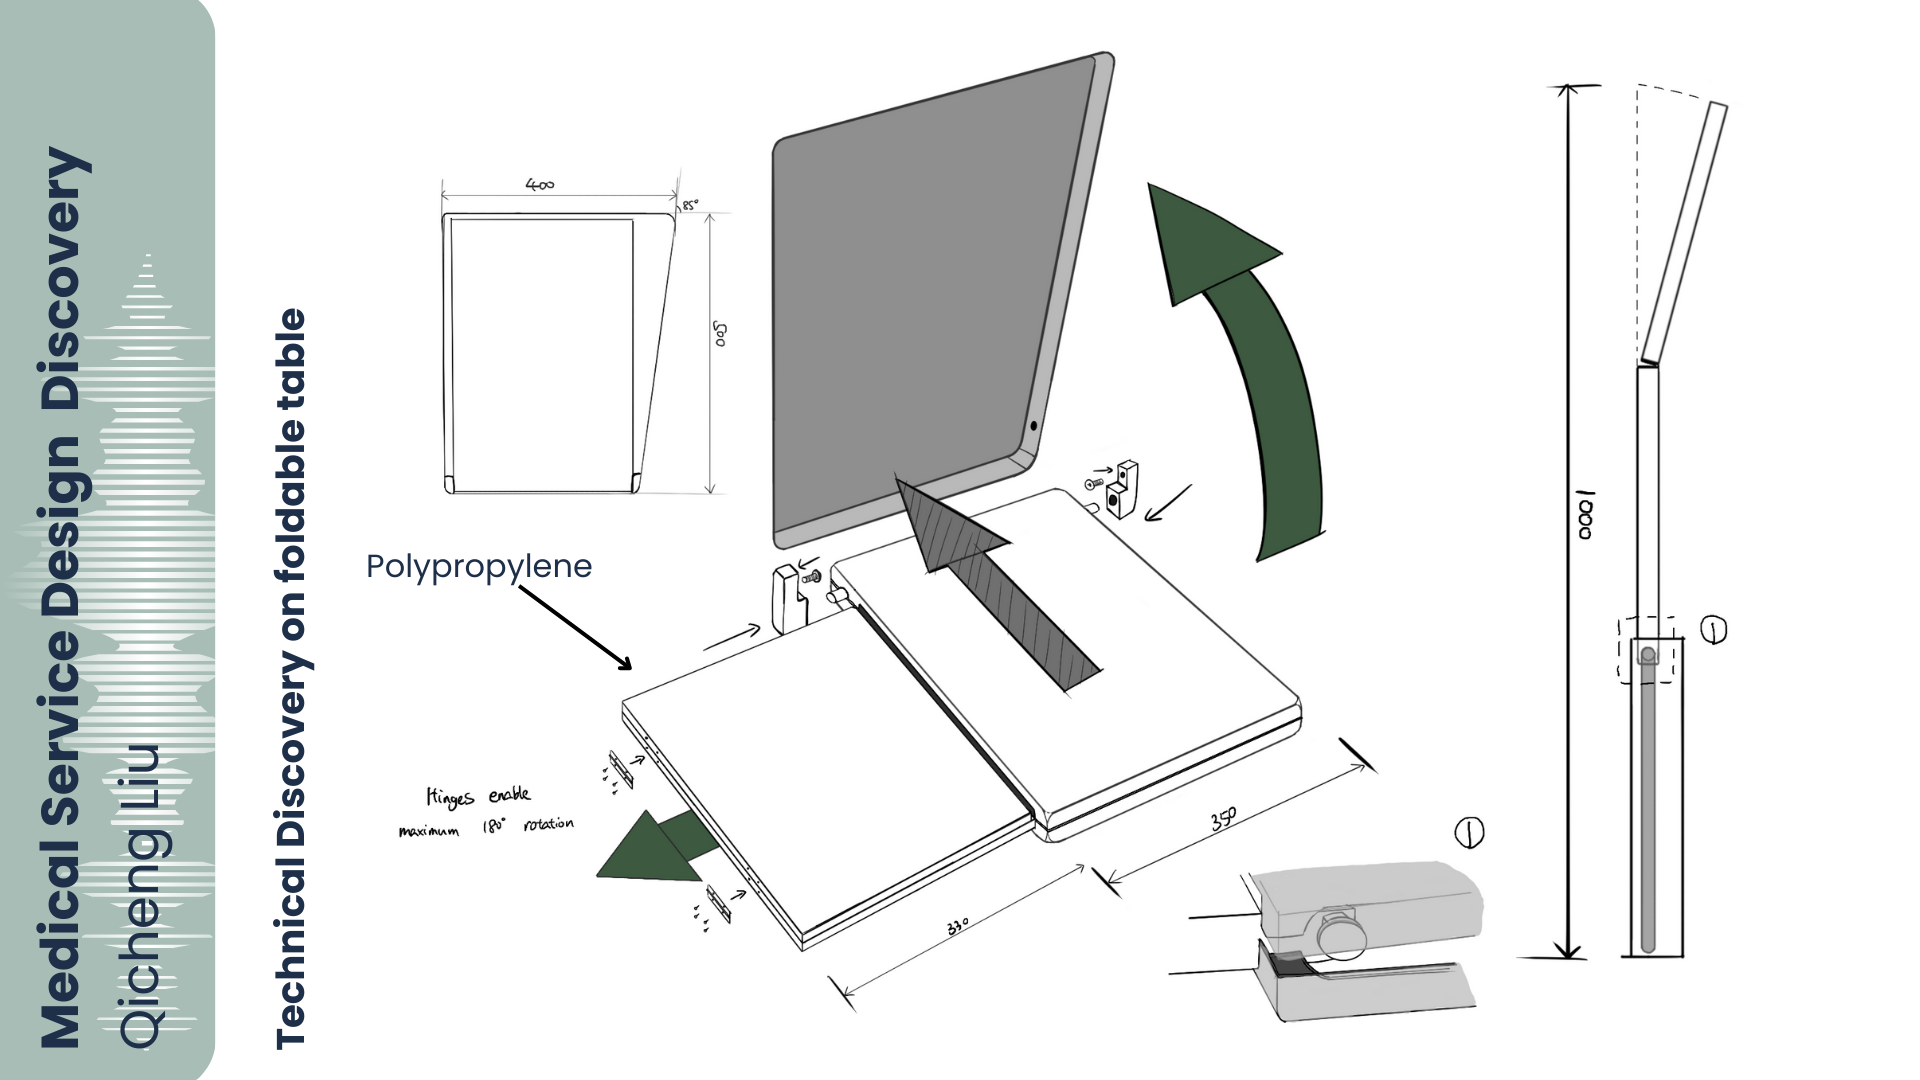 Medical Service Design Discovery
Qicheng Liu
Technical Discovery on foldable table
400
85°
500
Polypropylene
Hinges enable
maximum 180° rotation
330
350
1000
①
①